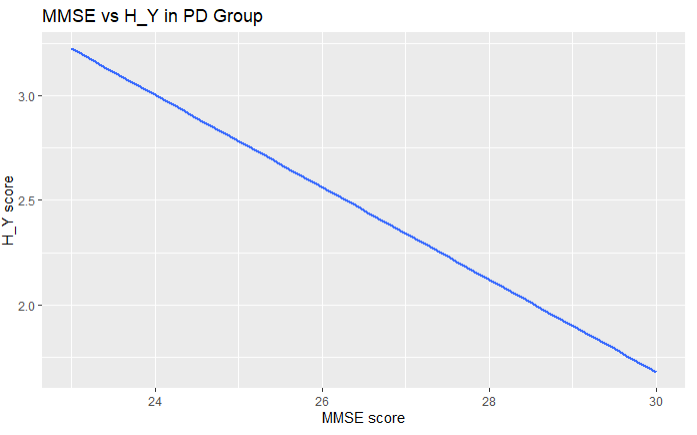 MMSE vs H_Y in PD Group
H_Y score
3.0
2.5
2.0
24 26 28 30
MMSE score